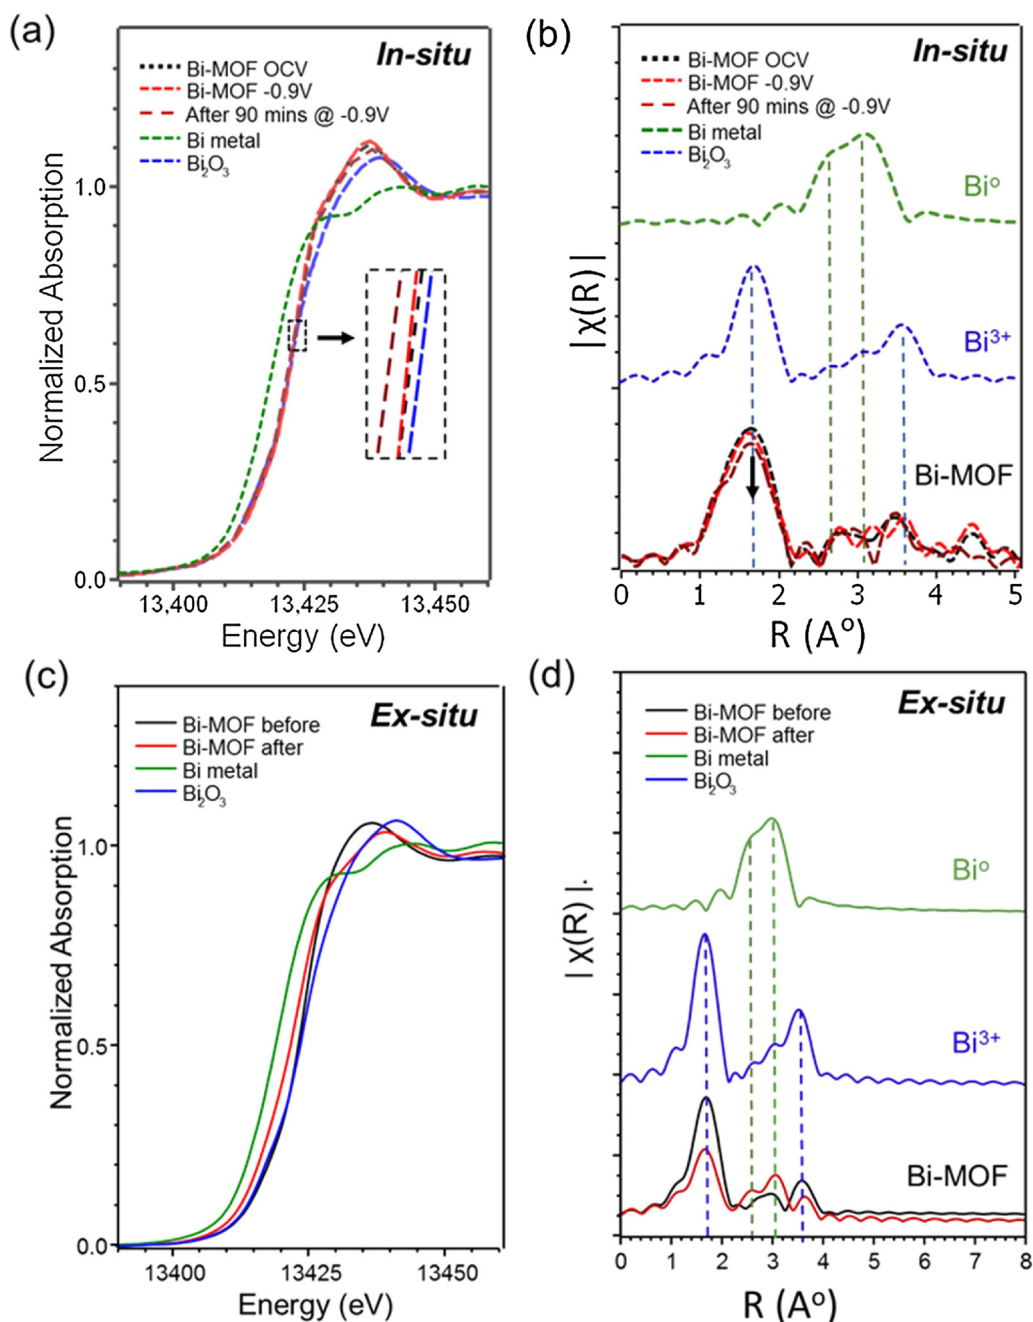 (a)
In-situ
Bi-MOF OCV
Bi-MOF -0.9V
After 90 mins @ -0.9V
Bi metal
Bi₂O₃
Normalized Absorption
1.0
0.5
0.0
13,400
13,425
13,450
Energy (eV)
(b)
In-situ
Bi-MOF OCV
Bi-MOF -0.9V
After 90 mins @ -0.9V
Bi metal
Bi₂O₃
Biᵒ
Bi³⁺
Bi-MOF
|χ(R)|
0
1
2
3
4
5
R (Aᵒ)
(c)
Ex-situ
Bi-MOF before
Bi-MOF after
Bi metal
Bi₂O₃
Normalized Absorption
1.0
0.5
0.0
13400
13425
13450
Energy (eV)
(d)
Ex-situ
Bi-MOF before
Bi-MOF after
Bi metal
Bi₂O₃
Biᵒ
Bi³⁺
Bi-MOF
|χ(R)|.
0
1
2
3
4
5
6
7
8
R (Aᵒ)